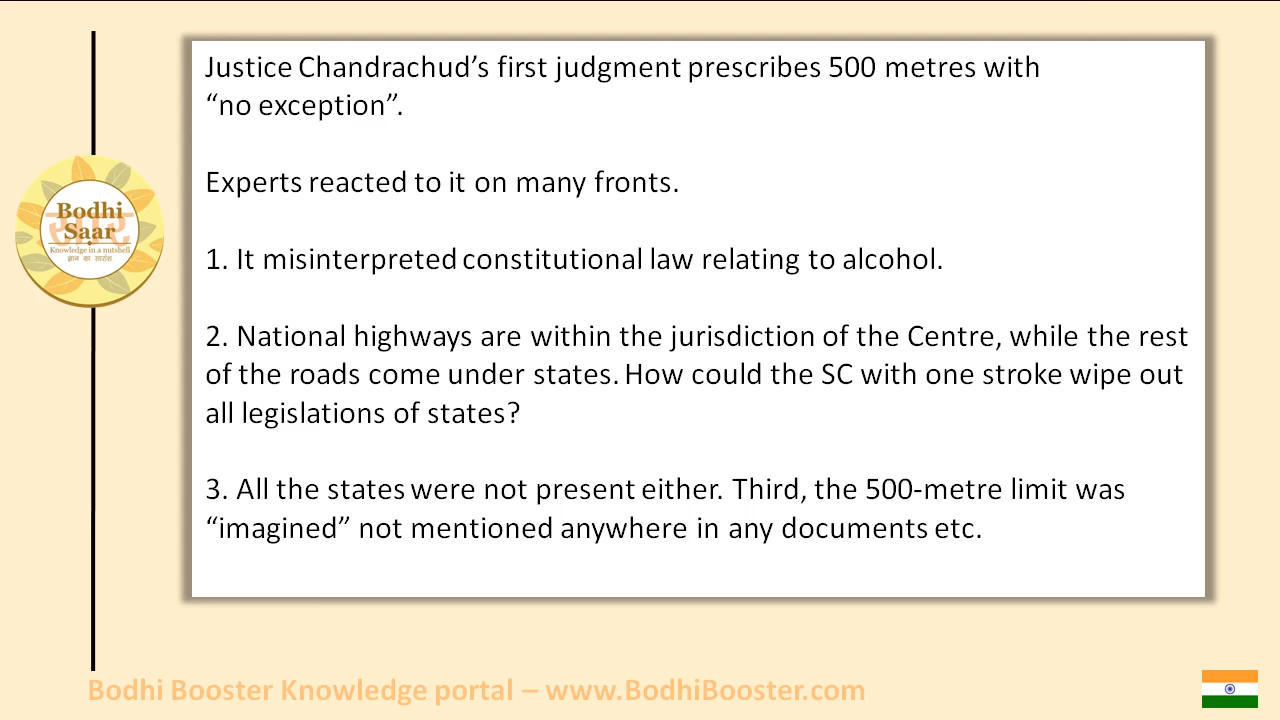 Justice Chandrachud’s first judgment prescribes 500 metres with
“no exception”.
Experts reacted to it on many fronts.
1. It misinterpreted constitutional law relating to alcohol.
2. National highways are within the jurisdiction of the Centre, while the rest
of the roads come under states. How could the SC with one stroke wipe out
all legislations of states?
3. All the states were not present either. Third, the 500-metre limit was
“imagined” not mentioned anywhere in any documents etc.
Bodhi
सार
Saar
Knowledge in a nutshell
ज्ञान का सारांश
Bodhi Booster Knowledge portal – www.BodhiBooster.com